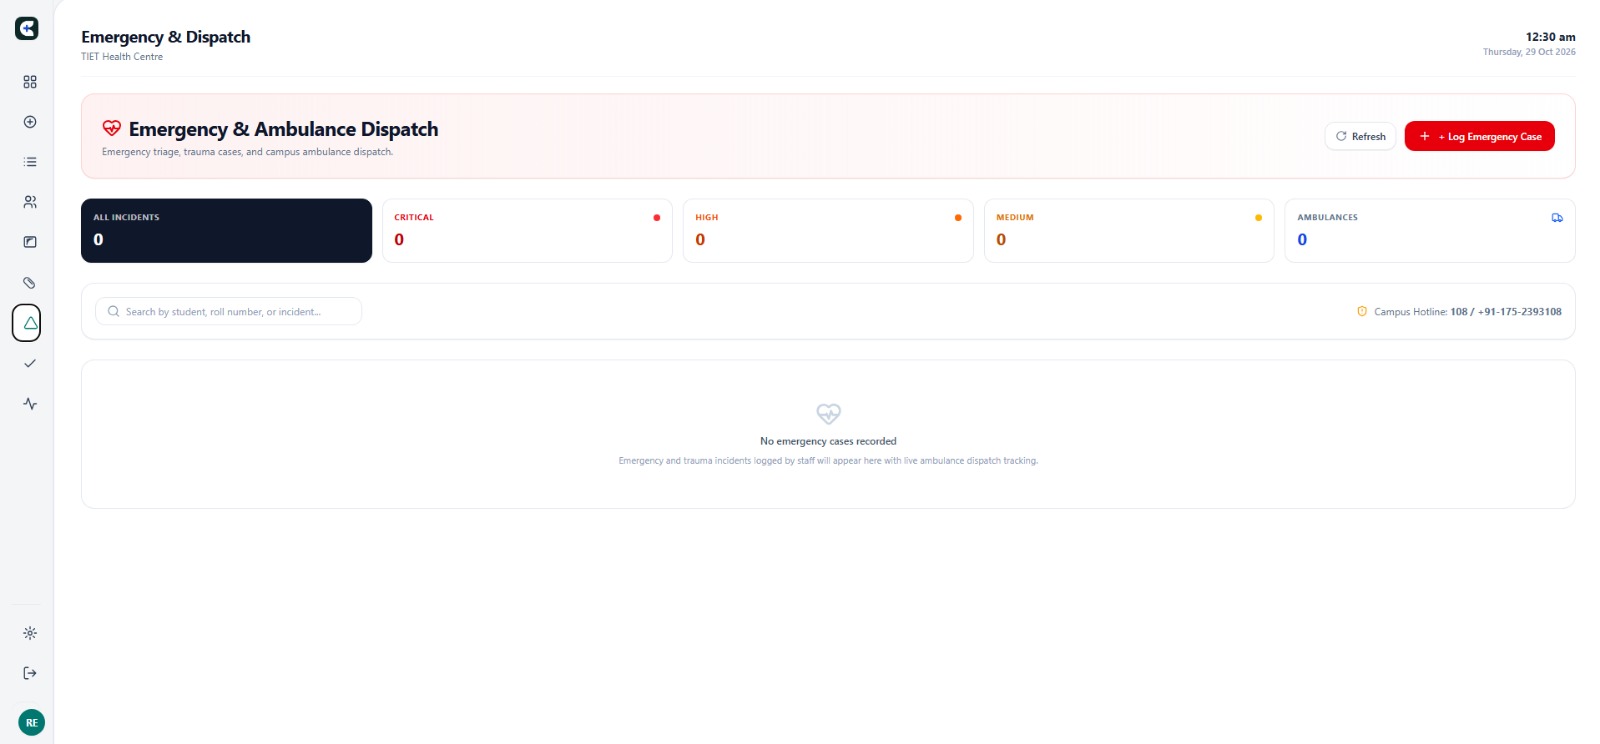 Emergency & Dispatch
TIET Health Centre
12:30 am
Thursday, 29 Oct 2026
Emergency & Ambulance Dispatch
Emergency triage, trauma cases, and campus ambulance dispatch.
Refresh
+ Log Emergency Case
ALL INCIDENTS
0
CRITICAL
0
HIGH
0
MEDIUM
0
AMBULANCES
0
Search by student, roll number, or incident...
Campus Hotline: 108 / +91-175-2393108
No emergency cases recorded
Emergency and trauma incidents logged by staff will appear here with live ambulance dispatch tracking.
RE